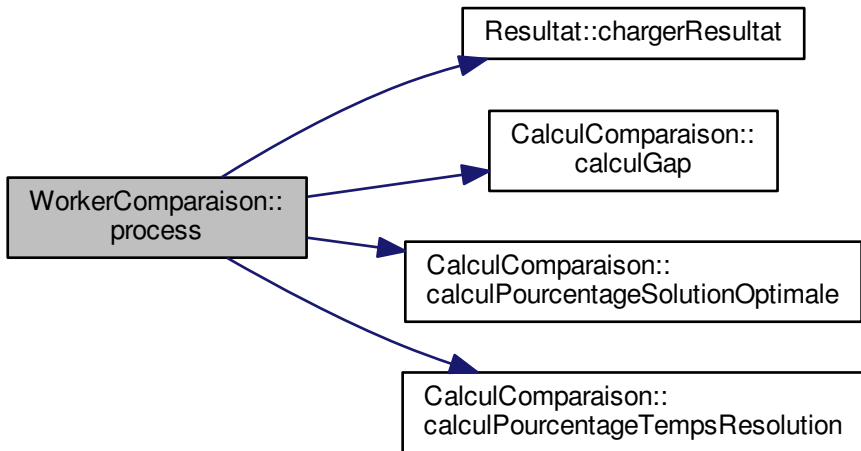 Resultat::chargerResultat
CalculComparaison::
calculGap
WorkerComparaison::
process
CalculComparaison::
calculPourcentageSolutionOptimale
CalculComparaison::
calculPourcentageTempsResolution